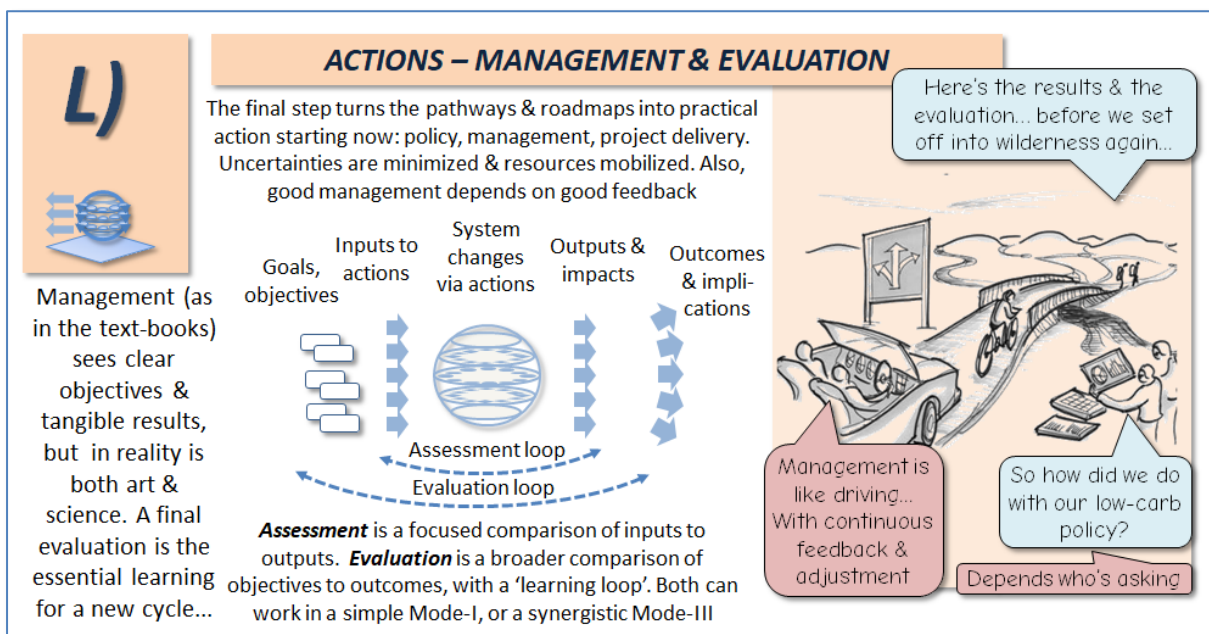 L)
ACTIONS – MANAGEMENT & EVALUATION
The final step turns the pathways & roadmaps into practical
action starting now: policy, management, project delivery.
Uncertainties are minimized & resources mobilized. Also,
good management depends on good feedback
Management (as
in the text-books)
sees clear
objectives &
tangible results,
but in reality is
both art &
science. A final
evaluation is the
essential learning
for a new cycle...
Goals,
objectives
Inputs to
actions
System
changes
via actions
Outputs &
impacts
Outcomes
& impli-
cations
Assessment loop
Evaluation loop
Assessment is a focused comparison of inputs to
outputs. Evaluation is a broader comparison of
objectives to outcomes, with a ‘learning loop’. Both can
work in a simple Mode-I, or a synergistic Mode-III
Here's the results & the
evaluation... before we set
off into wilderness again...
Management is
like driving...
With continuous
feedback &
adjustment
So how did we do
with our low-carb
policy?
Depends who's asking